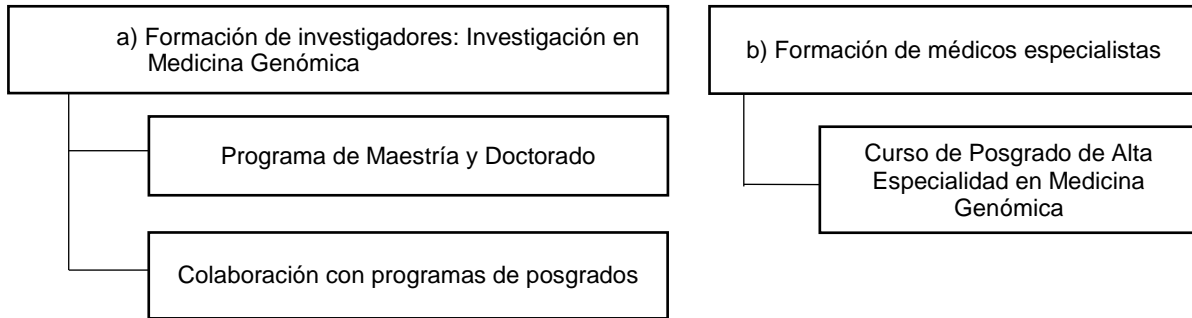 a) Formación de investigadores: Investigación en
Medicina Genómica
Programa de Maestría y Doctorado
Colaboración con programas de posgrados
b) Formación de médicos especialistas
Curso de Posgrado de Alta
Especialidad en Medicina
Genómica